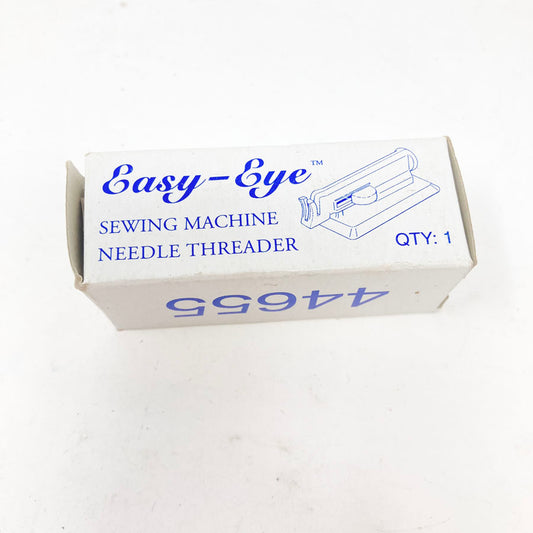 Easy-Eye™
SEWING MACHINE
NEEDLE THREADER
QTY: 1
44655